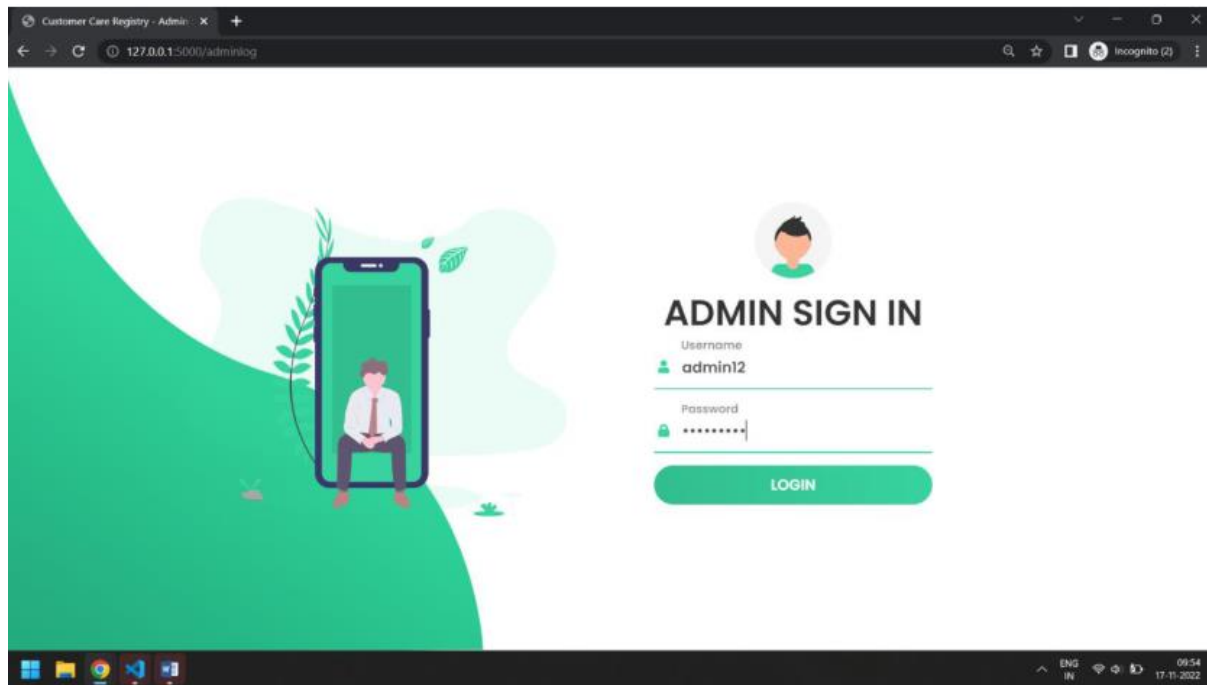 Customer Care Registry - Admin
127.0.0.1:5000/adminlog
Incognito (2)
ADMIN SIGN IN
Username
admin12
Password
•••••••••
LOGIN
ENG
IN
09:54
17-11-2022